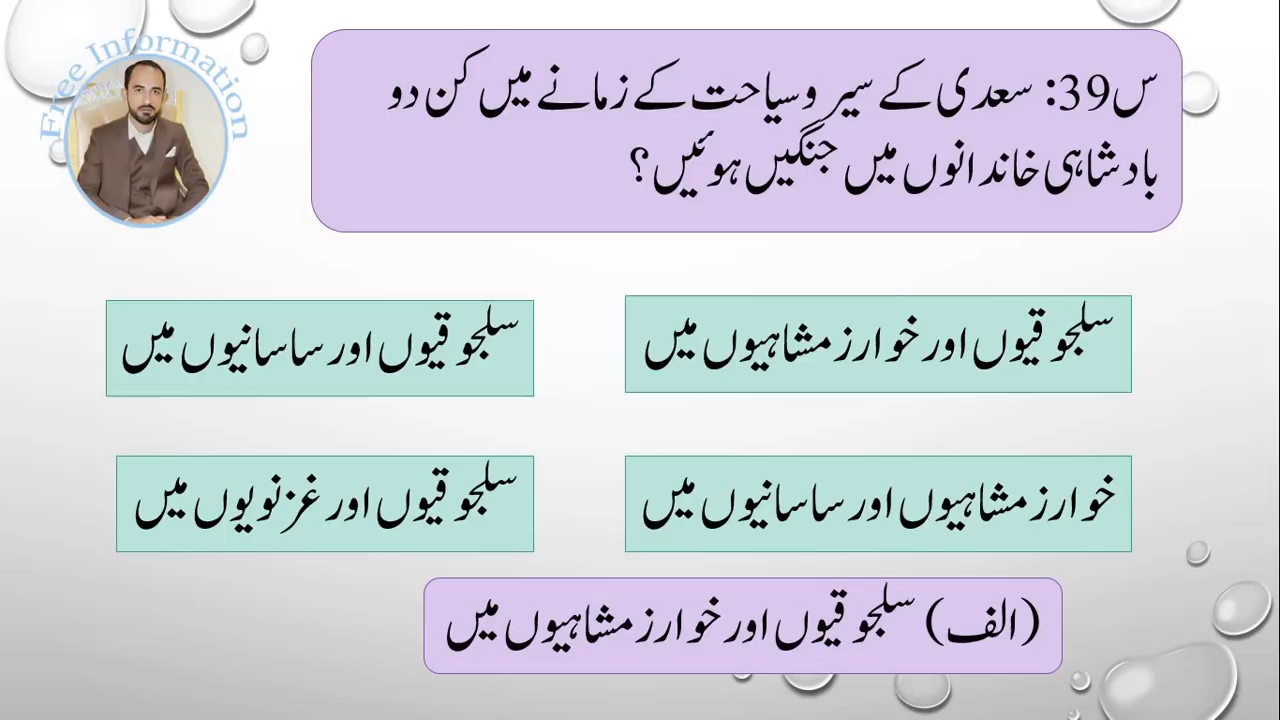 Free Information
س39: سعدی کے سیر و سیاحت کے زمانے میں کن دو
بادشاہی خاندانوں میں جنگیں ہوئیں؟
سلجوقیوں اور خوارزمشاہیوں میں
سلجوقیوں اور ساسانیوں میں
خوارزمشاہیوں اور ساسانیوں میں
سلجوقیوں اور غزنویوں میں
(الف) سلجوقیوں اور خوارزمشاہیوں میں